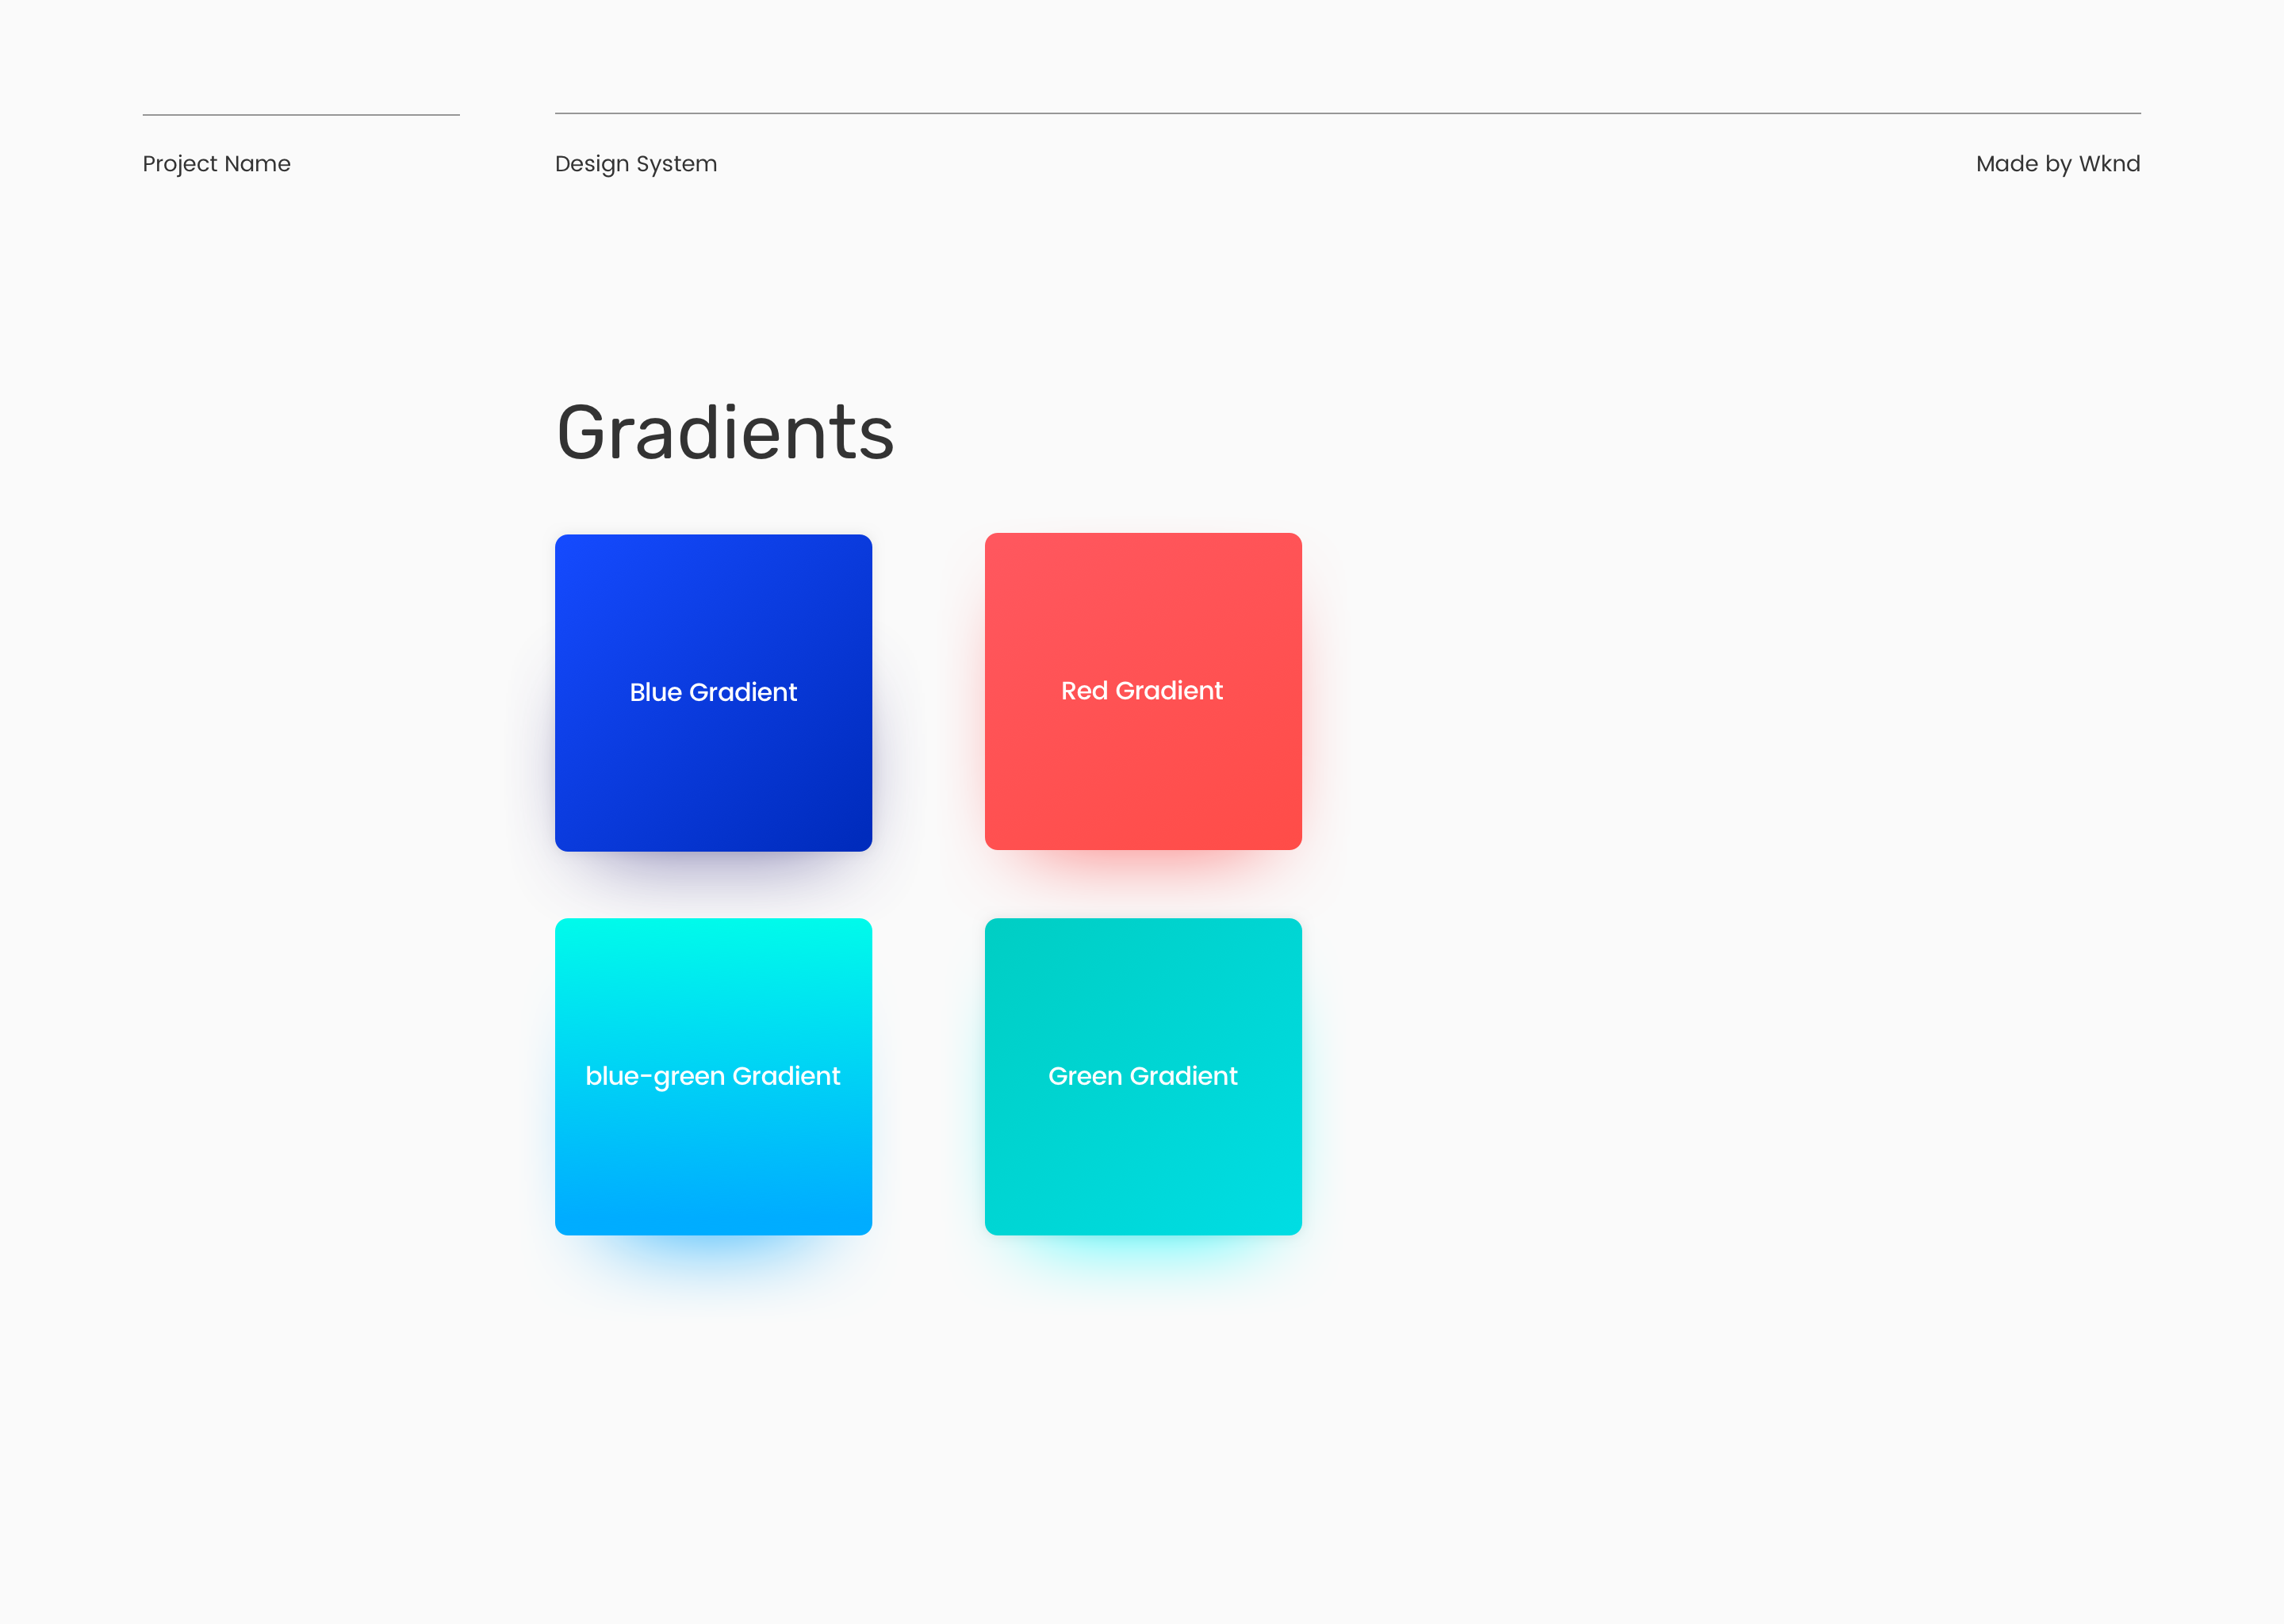 Project Name
Design System
Made by Wknd
Gradients
Blue Gradient
Red Gradient
blue-green Gradient
Green Gradient